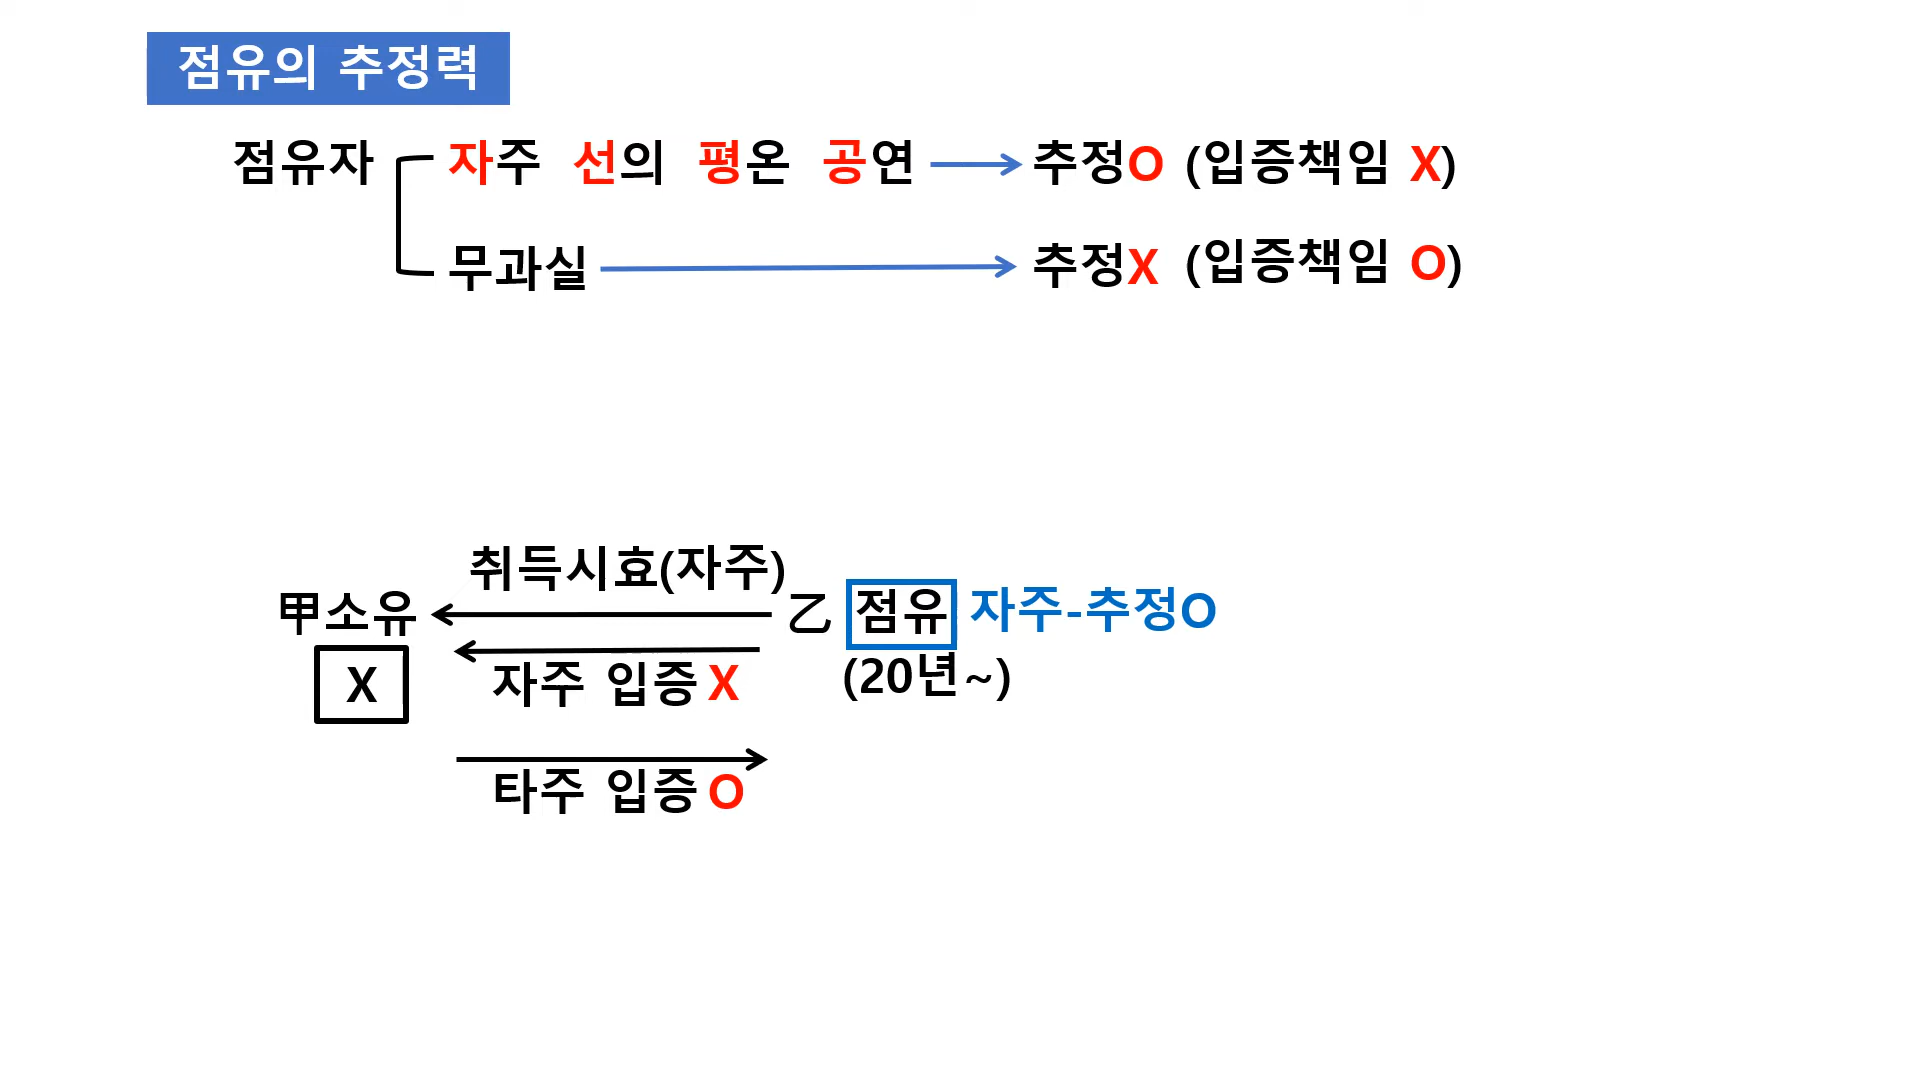 점유의 추정력
점유자 자주 선의 평온 공연 추정O (입증책임 X)
무과실 추정X (입증책임 O)
취득시효(자주)
甲소유 乙 점유 자주-추정O
X 자주 입증 X (20년~)
타주 입증 O